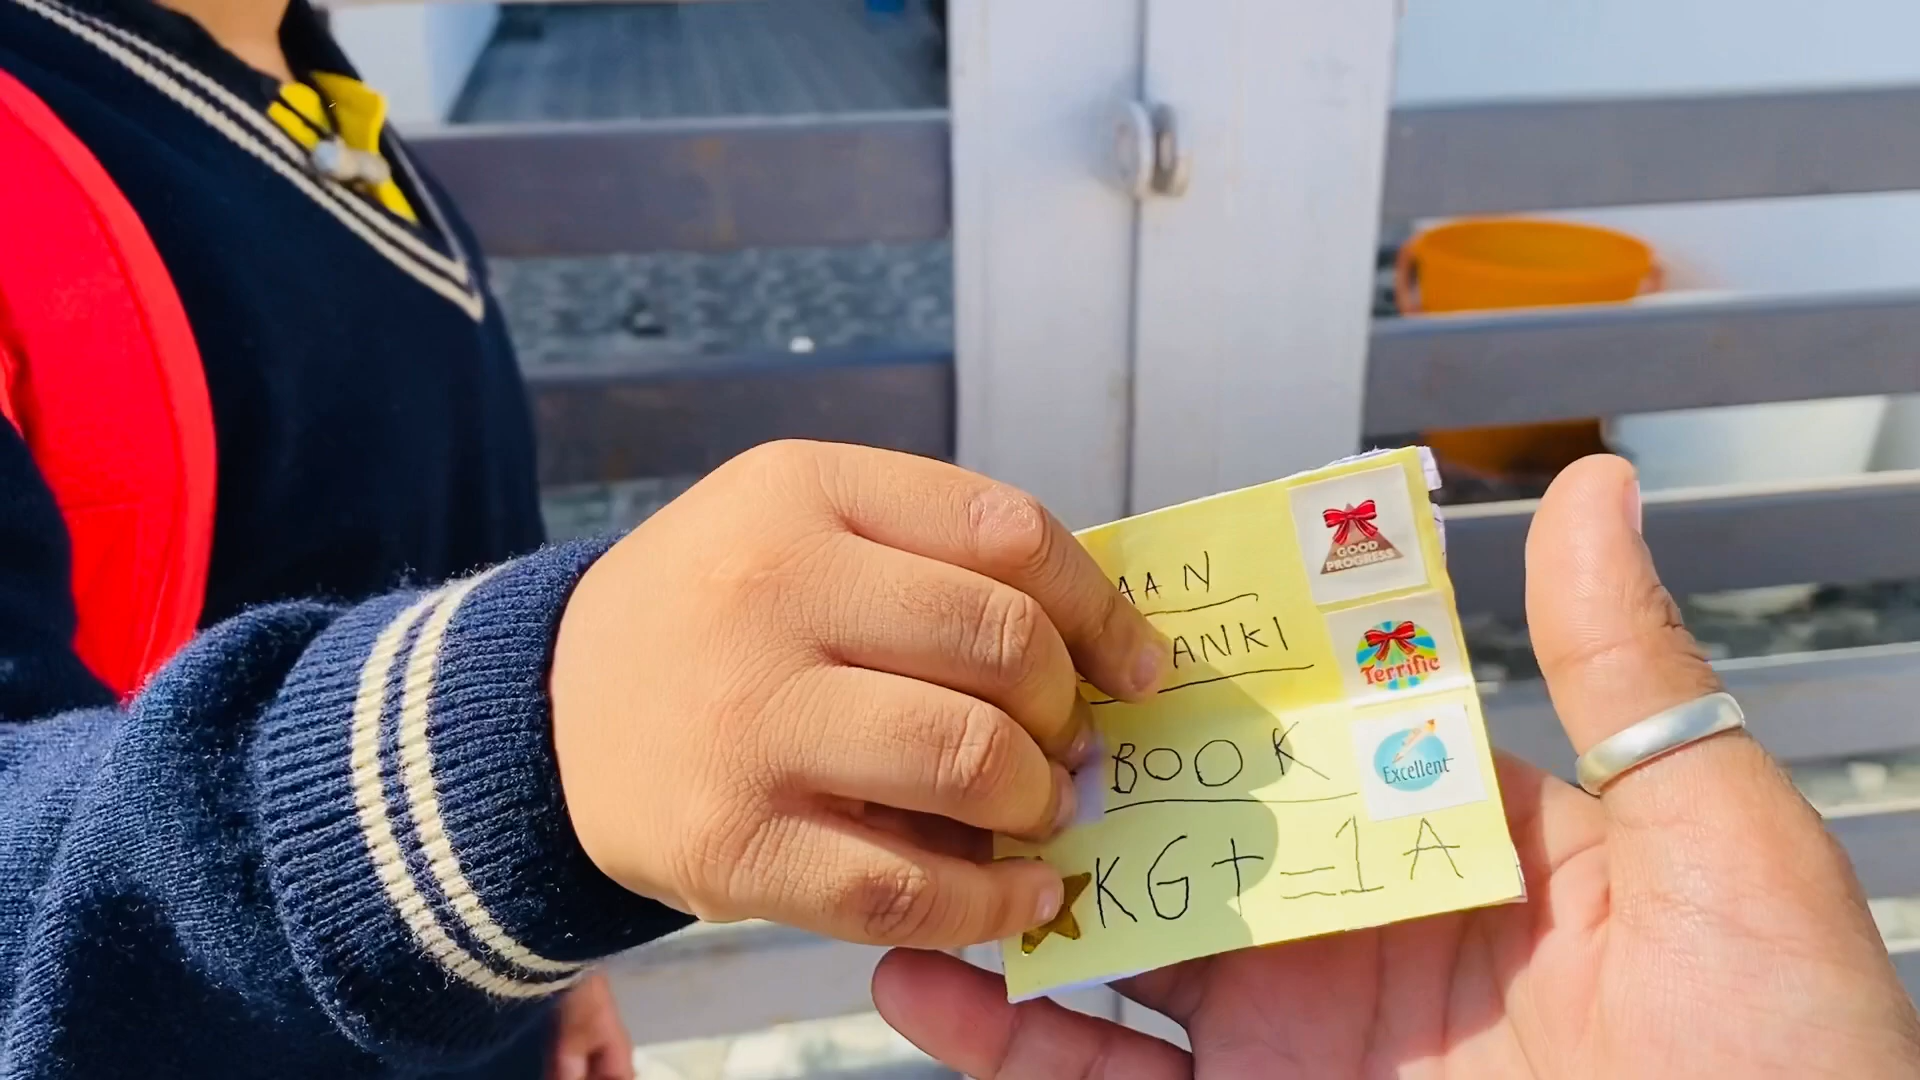 AAN
ANKI
BOOK
KG+=1A
GOOD
PROGRESS
Terrific
Excellent